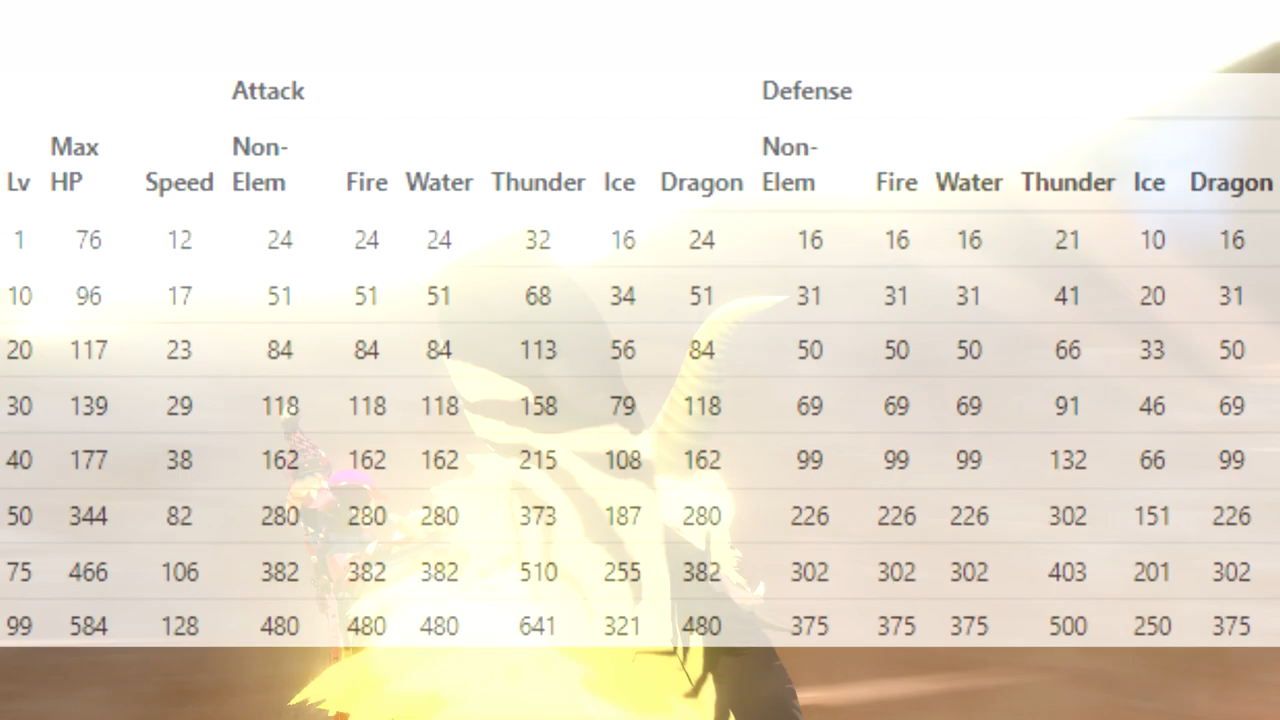 Attack Defense
Max Non- Non-
Lv HP Speed Elem Fire Water Thunder Ice Dragon Elem Fire Water Thunder Ice Dragon
1 76 12 24 24 24 32 16 24 16 16 16 21 10 16
10 96 17 51 51 51 68 34 51 31 31 31 41 20 31
20 117 23 84 84 84 113 56 84 50 50 50 66 33 50
30 139 29 118 118 118 158 79 118 69 69 69 91 46 69
40 177 38 162 162 162 215 108 162 99 99 99 132 66 99
50 344 82 280 280 280 373 187 280 226 226 226 302 151 226
75 466 106 382 382 382 510 255 382 302 302 302 403 201 302
99 584 128 480 480 480 641 321 480 375 375 375 500 250 375